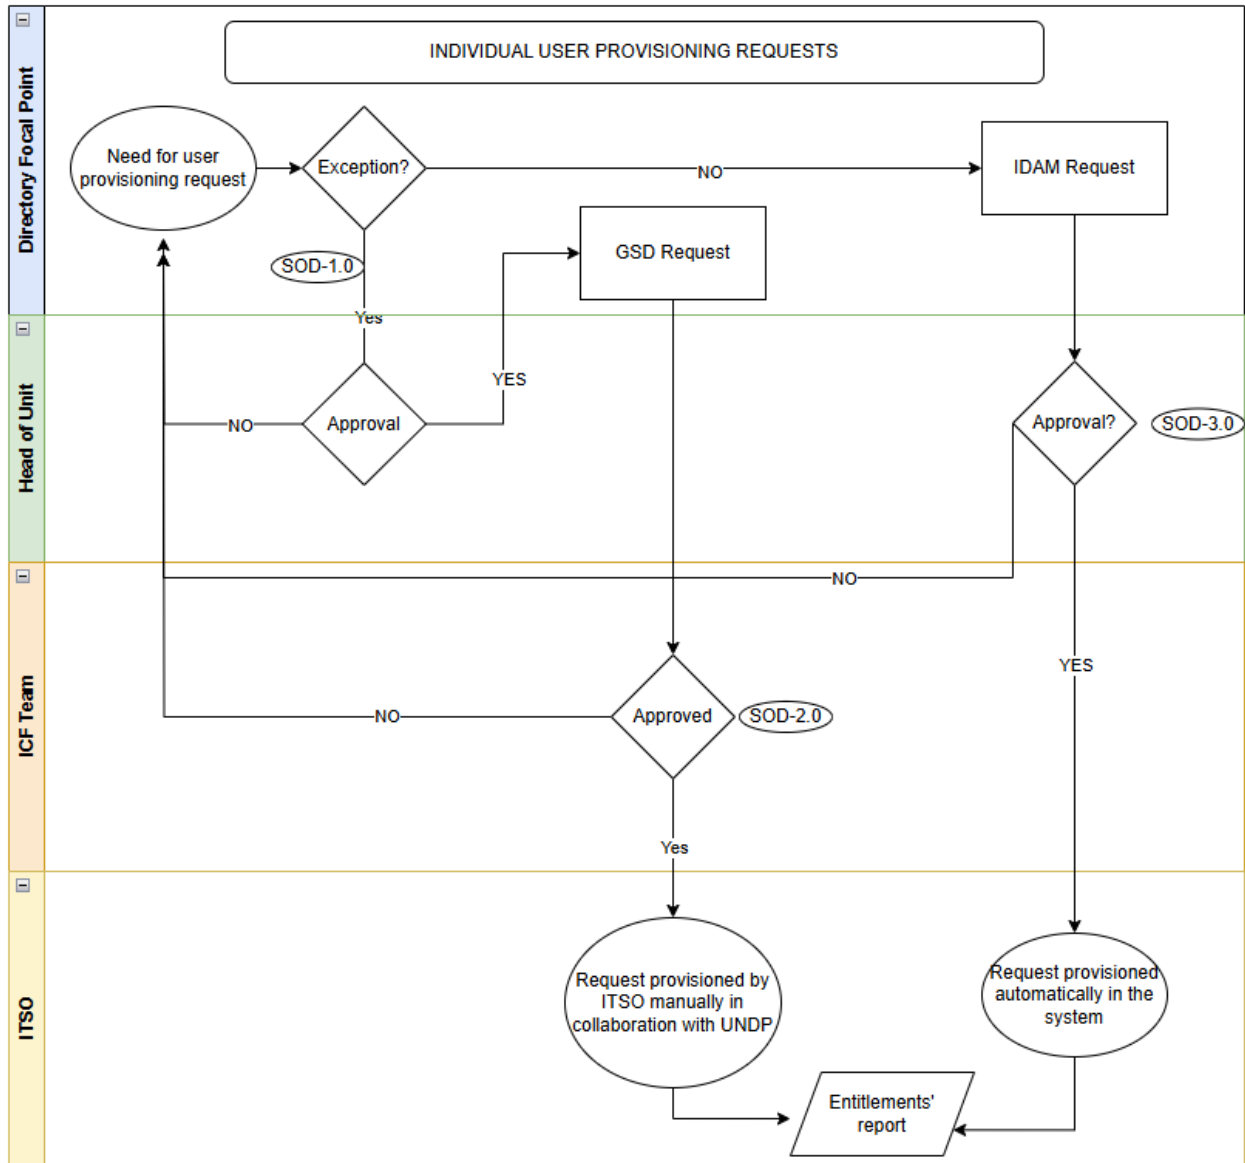 INDIVIDUAL USER PROVISIONING REQUESTS
Directory Focal Point
Need for user
provisioning request
Exception?
NO
IDAM Request
GSD Request
SOD-1.0
Yes
Head of Unit
YES
NO
Approval
Approval?
SOD-3.0
ICF Team
NO
YES
NO
Approved
SOD-2.0
Yes
ITSO
Request provisioned by
ITSO manually in
collaboration with UNDP
Request provisioned
automatically in the
system
Entitlements'
report